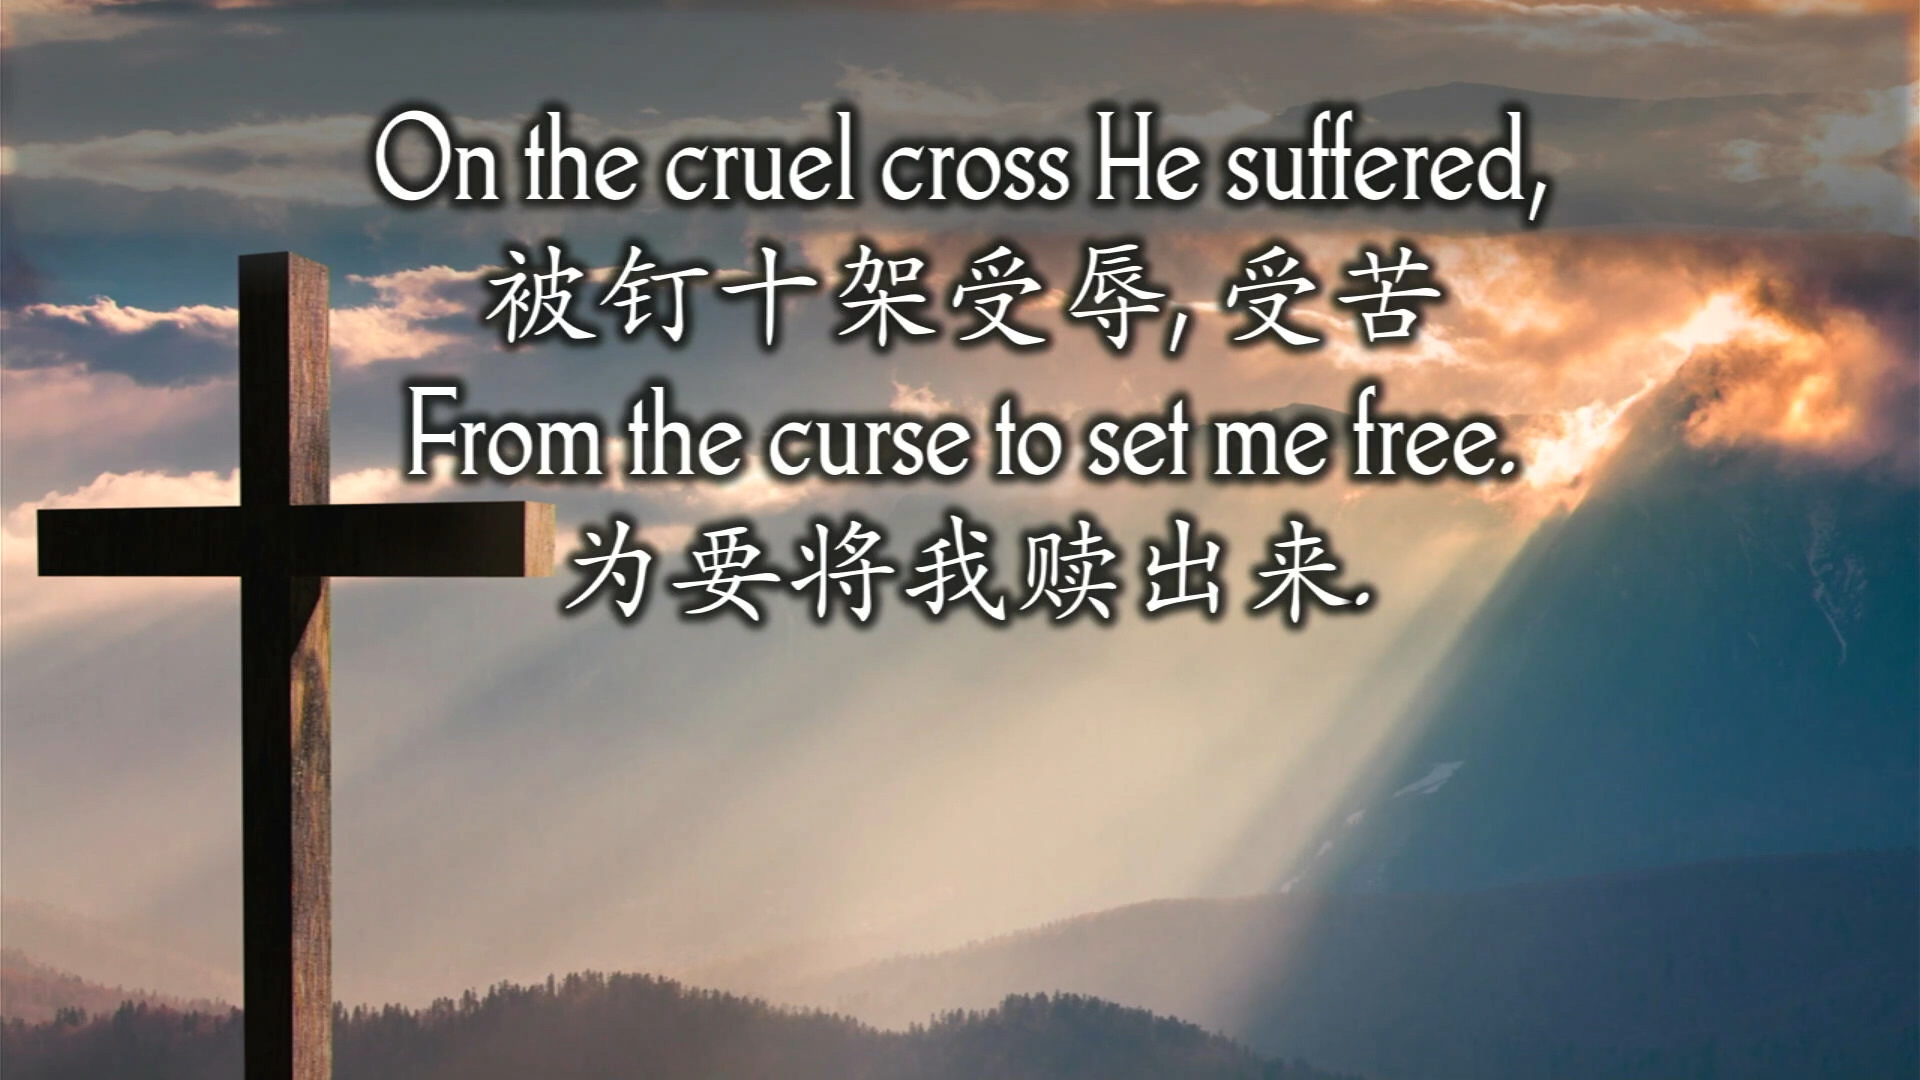 On the cruel cross He suffered,
被钉十架受辱, 受苦
From the curse to set me free.
为要将我赎出来.